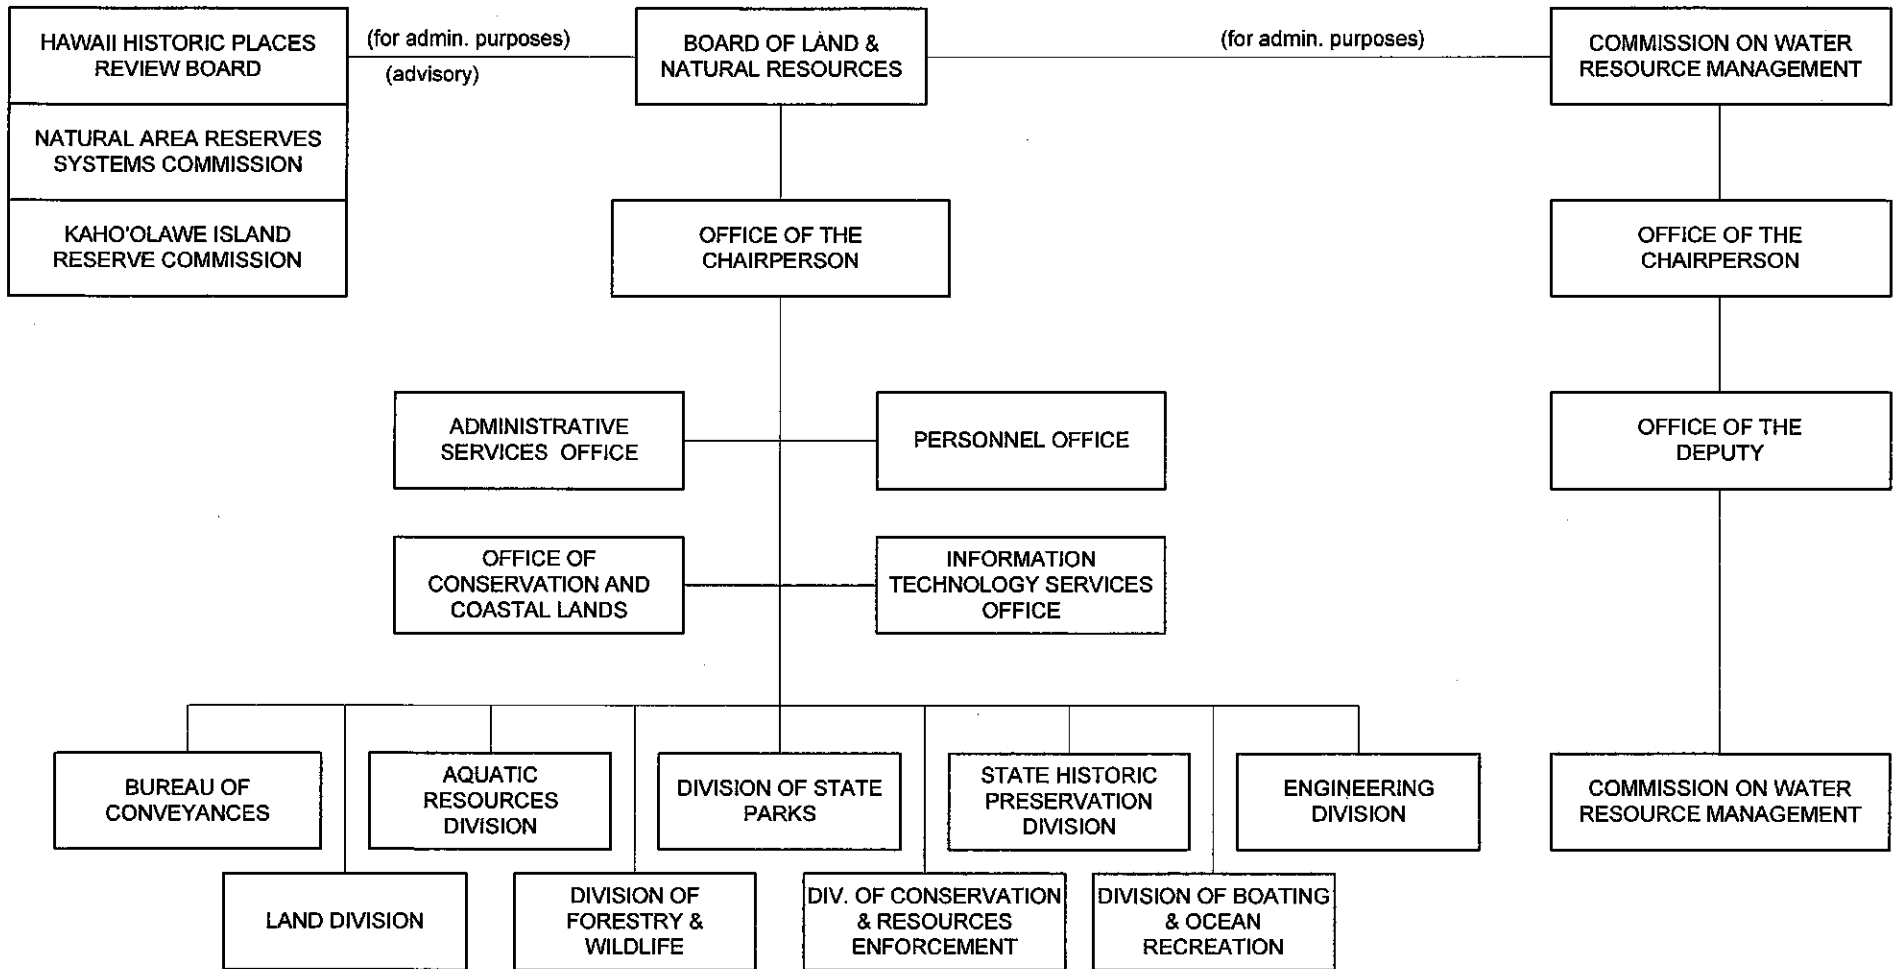 HAWAII HISTORIC PLACES
REVIEW BOARD
(for admin. purposes)
(advisory)
BOARD OF LAND &
NATURAL RESOURCES
(for admin. purposes)
COMMISSION ON WATER
RESOURCE MANAGEMENT
NATURAL AREA RESERVES
SYSTEMS COMMISSION
KAHO'OLAWE ISLAND
RESERVE COMMISSION
OFFICE OF THE
CHAIRPERSON
OFFICE OF THE
CHAIRPERSON
ADMINISTRATIVE
SERVICES OFFICE
PERSONNEL OFFICE
OFFICE OF THE
DEPUTY
OFFICE OF
CONSERVATION AND
COASTAL LANDS
INFORMATION
TECHNOLOGY SERVICES
OFFICE
BUREAU OF
CONVEYANCES
AQUATIC
RESOURCES
DIVISION
DIVISION OF STATE
PARKS
STATE HISTORIC
PRESERVATION
DIVISION
ENGINEERING
DIVISION
COMMISSION ON WATER
RESOURCE MANAGEMENT
LAND DIVISION
DIVISION OF
FORESTRY &
WILDLIFE
DIV. OF CONSERVATION
& RESOURCES
ENFORCEMENT
DIVISION OF BOATING
& OCEAN
RECREATION